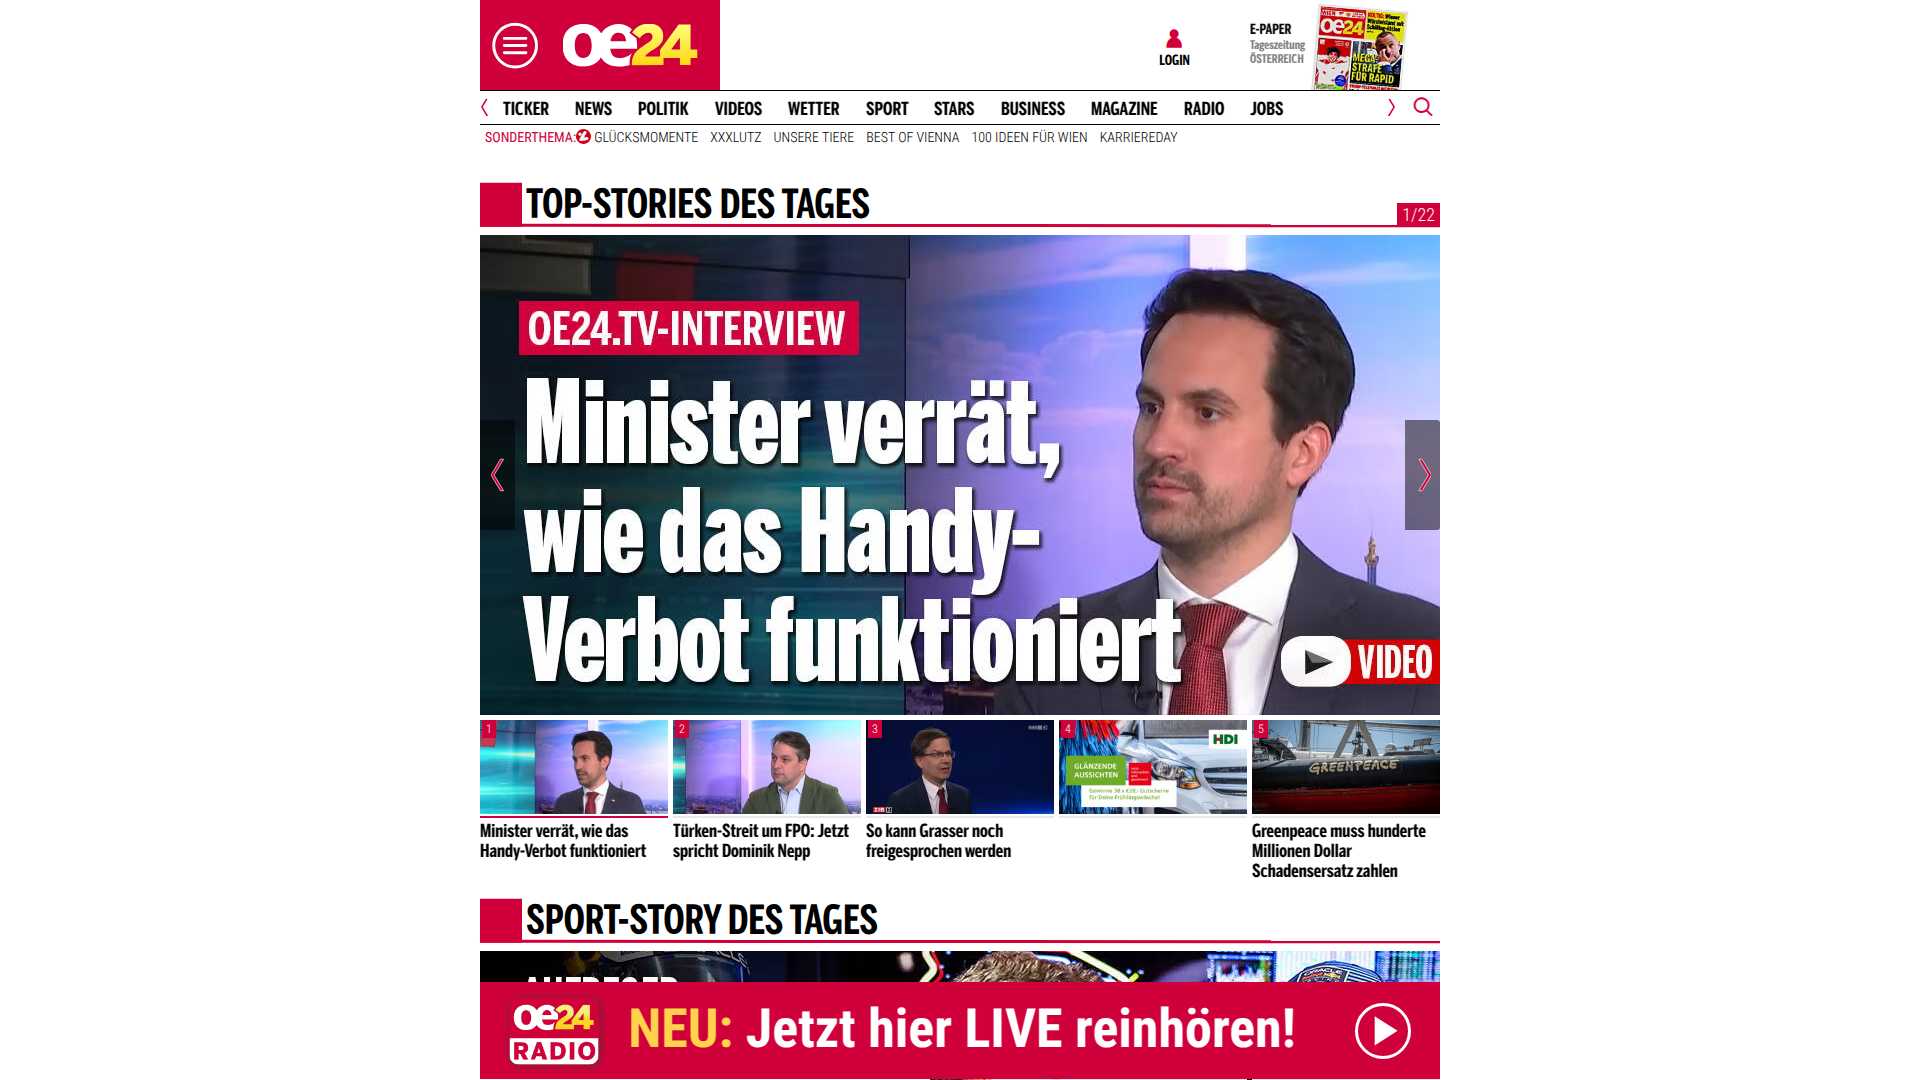 oe24
LOGIN
E-PAPER
Tageszeitung
ÖSTERREICH
oe24
MEGA-
STRAFE
FÜR RAPID
TICKER NEWS POLITIK VIDEOS WETTER SPORT STARS BUSINESS MAGAZINE RADIO JOBS
SONDERTHEMA: GLÜCKSMOMENTE XXXLUTZ UNSERE TIERE BEST OF VIENNA 100 IDEEN FÜR WIEN KARRIEREDAY
TOP-STORIES DES TAGES
1/22
OE24.TV-INTERVIEW
Minister verrät,
wie das Handy-
Verbot funktioniert
VIDEO
1
2
3
4
5
HDI
GLÄNZENDE
AUSSICHTEN
GREENPEACE
Minister verrät, wie das
Handy-Verbot funktioniert
Türken-Streit um FPO: Jetzt
spricht Dominik Nepp
So kann Grasser noch
freigesprochen werden
Greenpeace muss hunderte
Millionen Dollar
Schadensersatz zahlen
SPORT-STORY DES TAGES
ORACLE
oe24
RADIO
NEU: Jetzt hier LIVE reinhören!